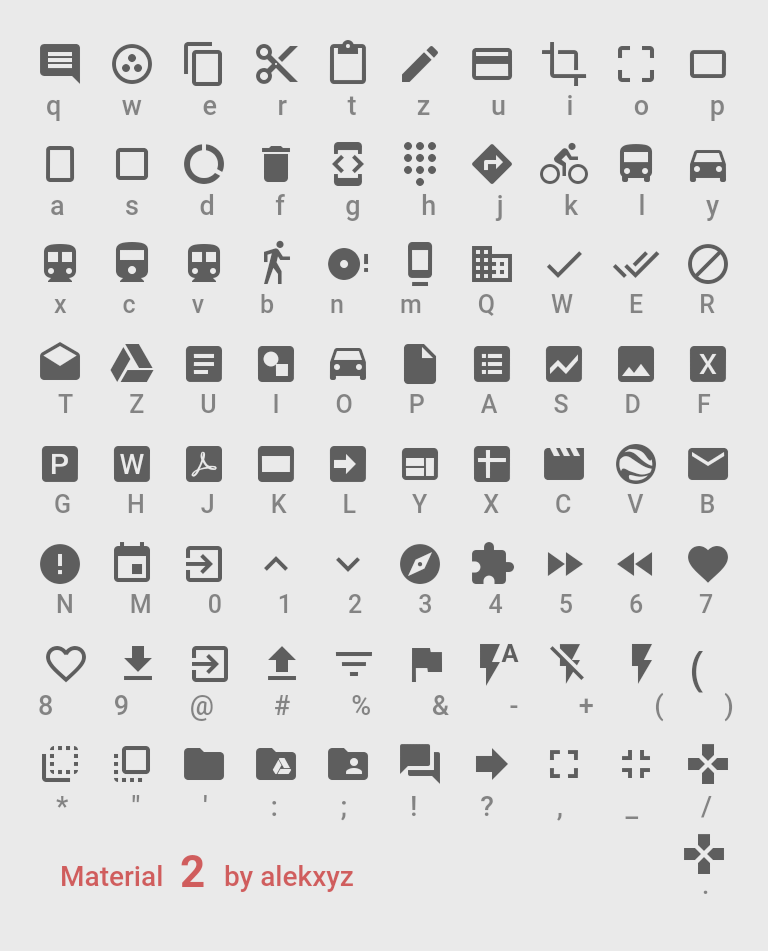 q w e r t z u i o p
a s d f g h j k l y
x c v b n m Q W E R
T Z U I O P A S D F
G H J K L Y X C V B
N M 0 1 2 3 4 5 6 7
A (
8 9 @ # % & - + ( )
* " ' : ; ! ? , _ /
Material 2 by alekxyz
.